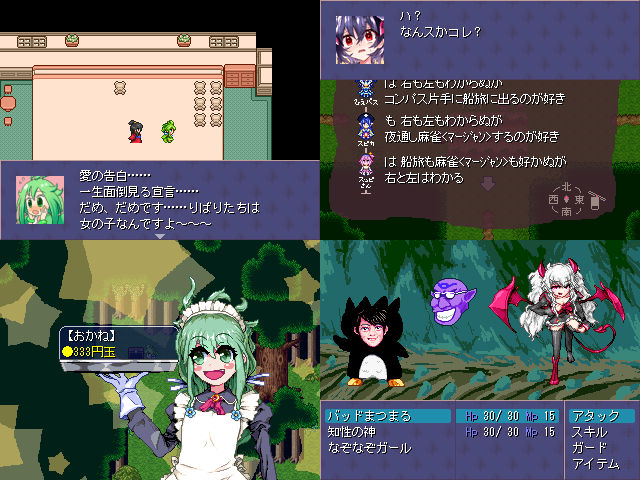 愛の告白……
一生面倒見る宣言……
だめ、だめです……りばりたちは
女の子なんですよ～～～
ハ？
なんスかコレ？
は 右も左もわからぬが
コンパス片手に船旅に出るのが好き
ひえパス
も 右も左もわからぬが
夜通し麻雀<マージャン>するのが好き
スピカ
は 船旅も麻雀<マージャン>も好かぬが
右と左はわかる
北
西 東
南
【おかね】
333円玉
バッドまつまる Hp 30/ 30 Mp 15
知性の神 Hp 30/ 30 Mp 15
なぞなぞガール
アタック
スキル
ガード
アイテム